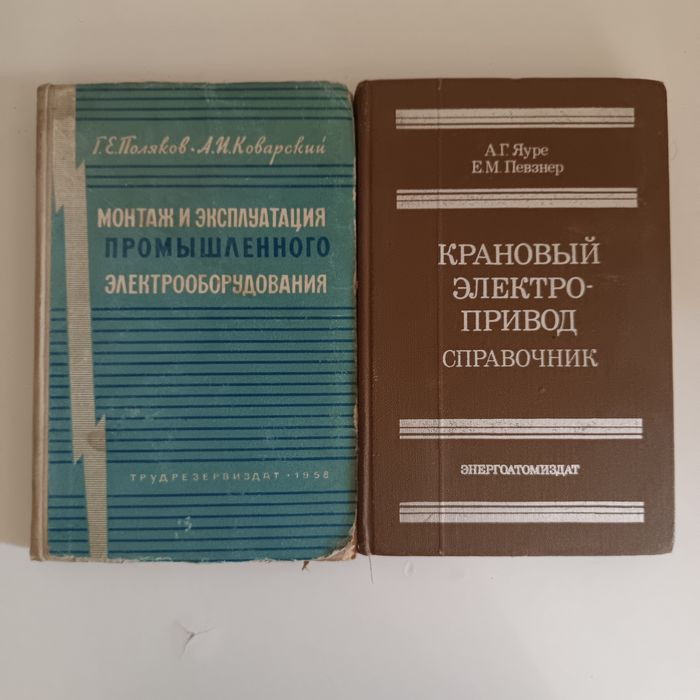 Г.Е.Поляков • А.И.Коварский
МОНТАЖ И ЭКСПЛУАТАЦИЯ
ПРОМЫШЛЕННОГО
ЭЛЕКТРООБОРУДОВАНИЯ
ТРУДРЕЗЕРВИЗДАТ • 1958
А.Г. Яуре
Е.М. Певзнер
КРАНОВЫЙ
ЭЛЕКТРО-
ПРИВОД
СПРАВОЧНИК
ЭНЕРГОАТОМИЗДАТ